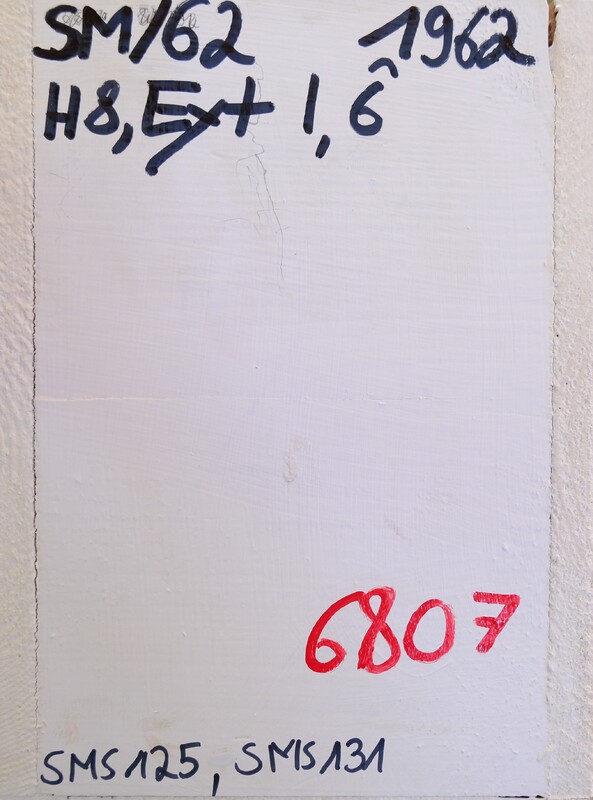 SM/62 1962
H8, Ext 1, 6̂
6807
SMS125, SMS131